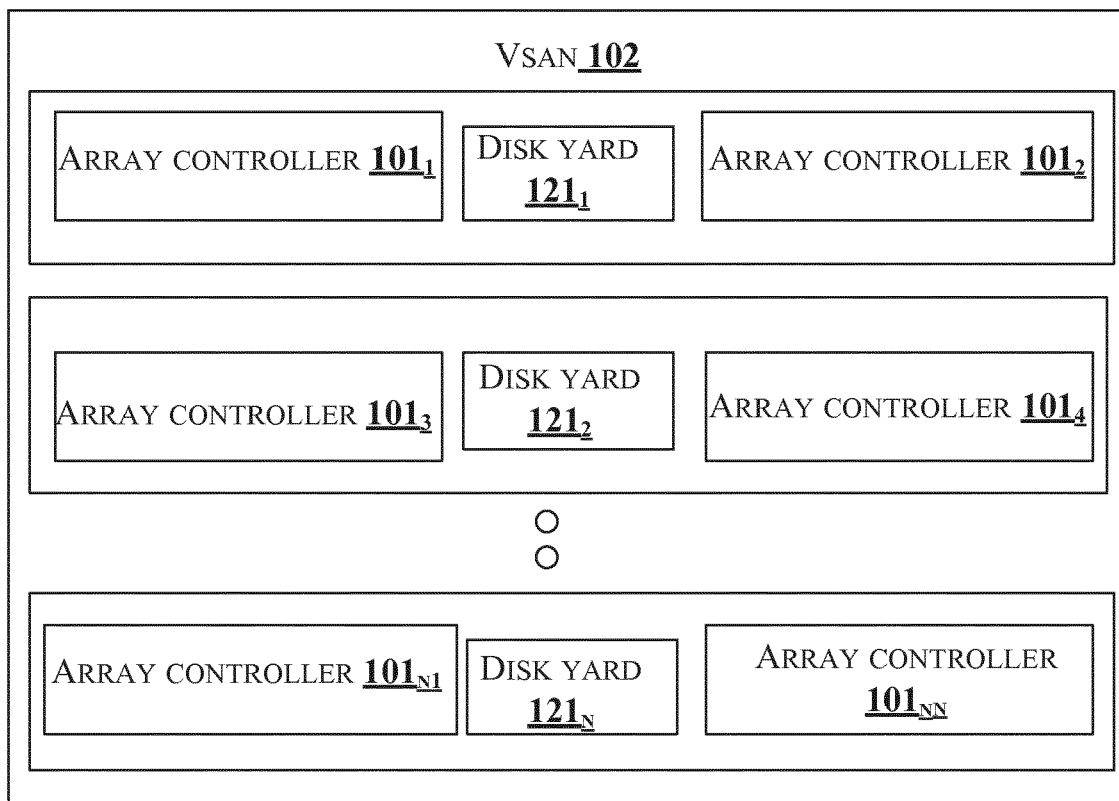 VSAN 102
ARRAY CONTROLLER 101₁
DISK YARD
121₁
ARRAY CONTROLLER 101₂
ARRAY CONTROLLER 101₃
DISK YARD
121₂
ARRAY CONTROLLER 101₄
ARRAY CONTROLLER 101N1
DISK YARD
121N
ARRAY CONTROLLER
101NN